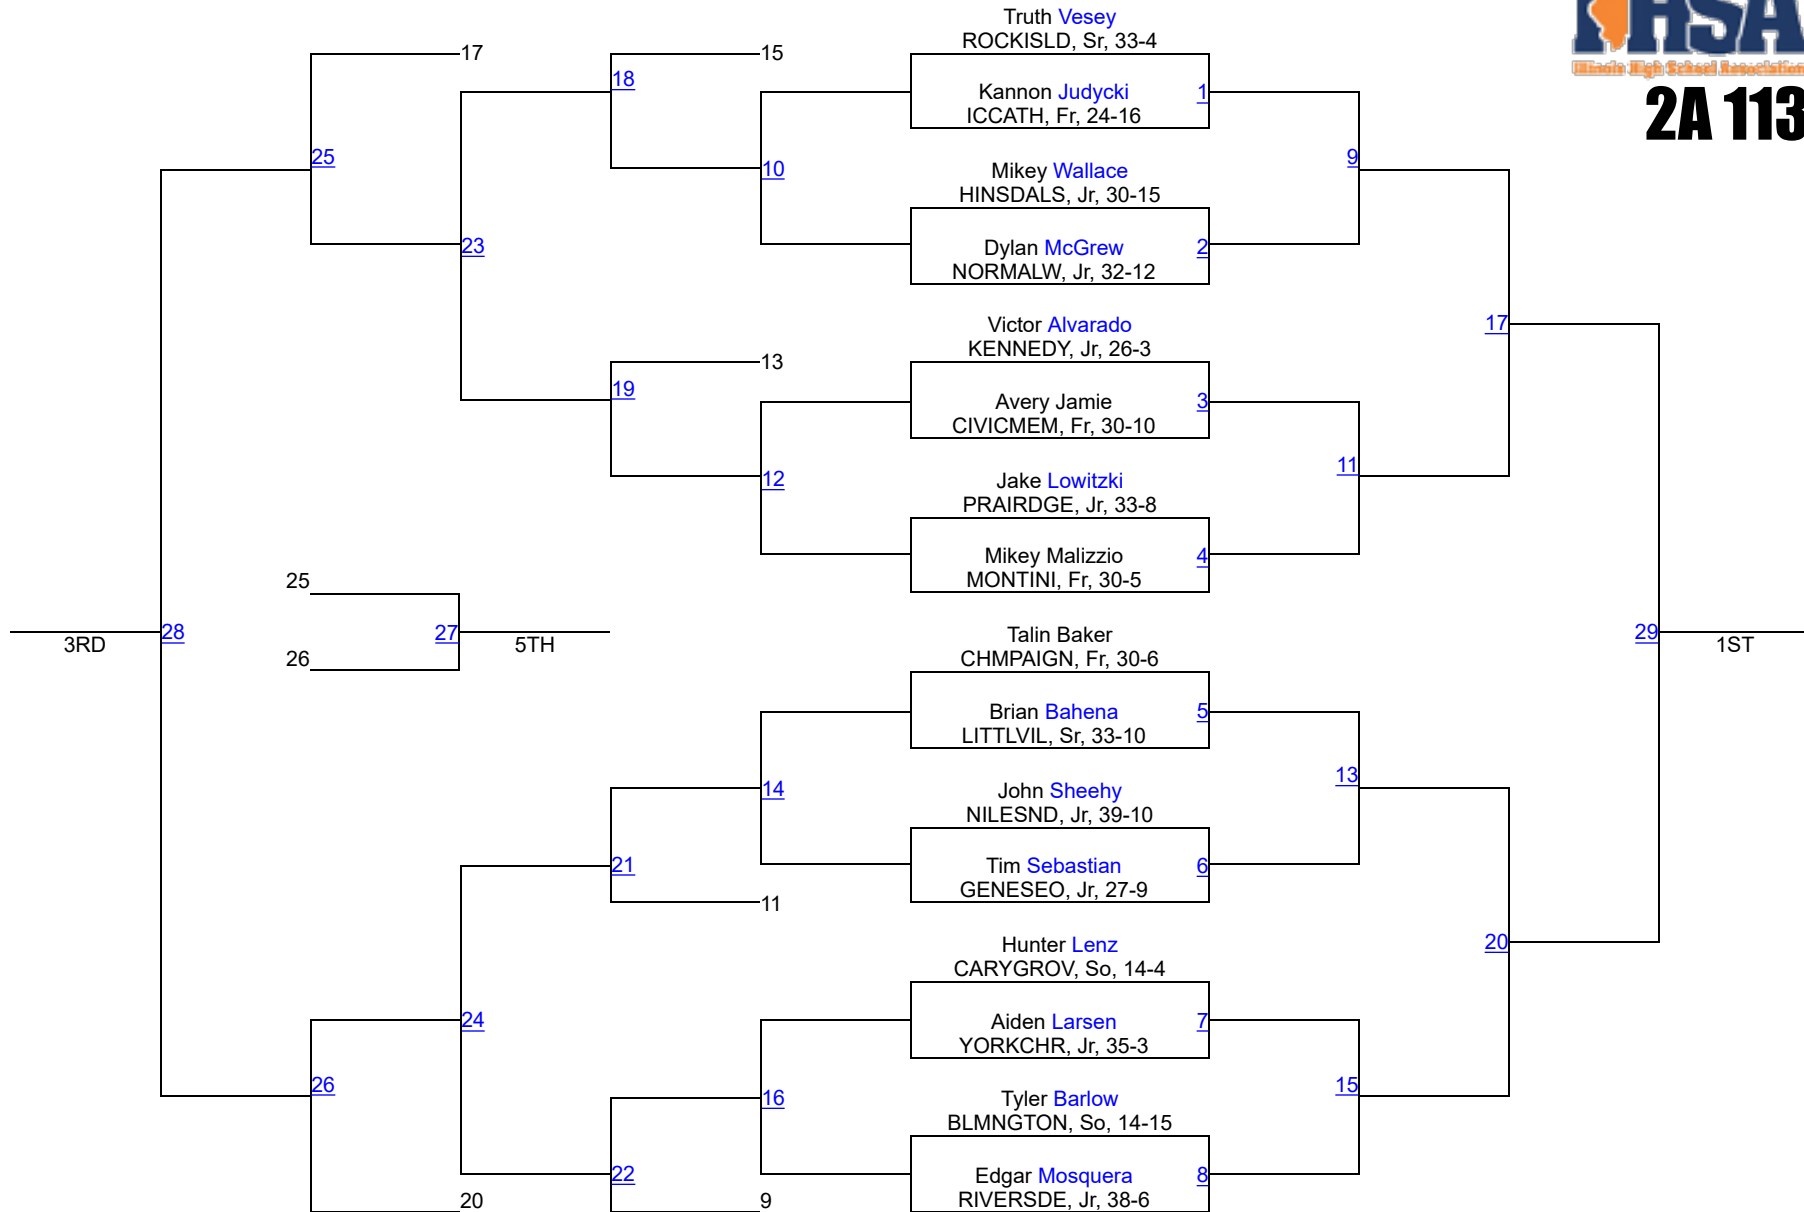 IHSA
Illinois High School Association
2A 113
Truth Vesey
ROCKISLD, Sr, 33-4
17
15
18
Kannon Judycki
1
ICCATH, Fr, 24-16
25
10
Mikey Wallace
9
HINSDALS, Jr, 30-15
23
Dylan McGrew
2
NORMALW, Jr, 32-12
Victor Alvarado
17
KENNEDY, Jr, 26-3
13
19
Avery Jamie
3
CIVICMEM, Fr, 30-10
12
Jake Lowitzki
11
PRAIRDGE, Jr, 33-8
Mikey Malizzio
4
MONTINI, Fr, 30-5
25
3RD
28
27
5TH
26
Talin Baker
29
1ST
CHMPAIGN, Fr, 30-6
Brian Bahena
5
LITTLVIL, Sr, 33-10
14
John Sheehy
13
NILESND, Jr, 39-10
21
Tim Sebastian
6
GENESEO, Jr, 27-9
11
Hunter Lenz
20
CARYGROV, So, 14-4
24
Aiden Larsen
7
YORKCHR, Jr, 35-3
26
16
Tyler Barlow
15
BLMNGTON, So, 14-15
22
Edgar Mosquera
8
RIVERSDE, Jr, 38-6
20
9